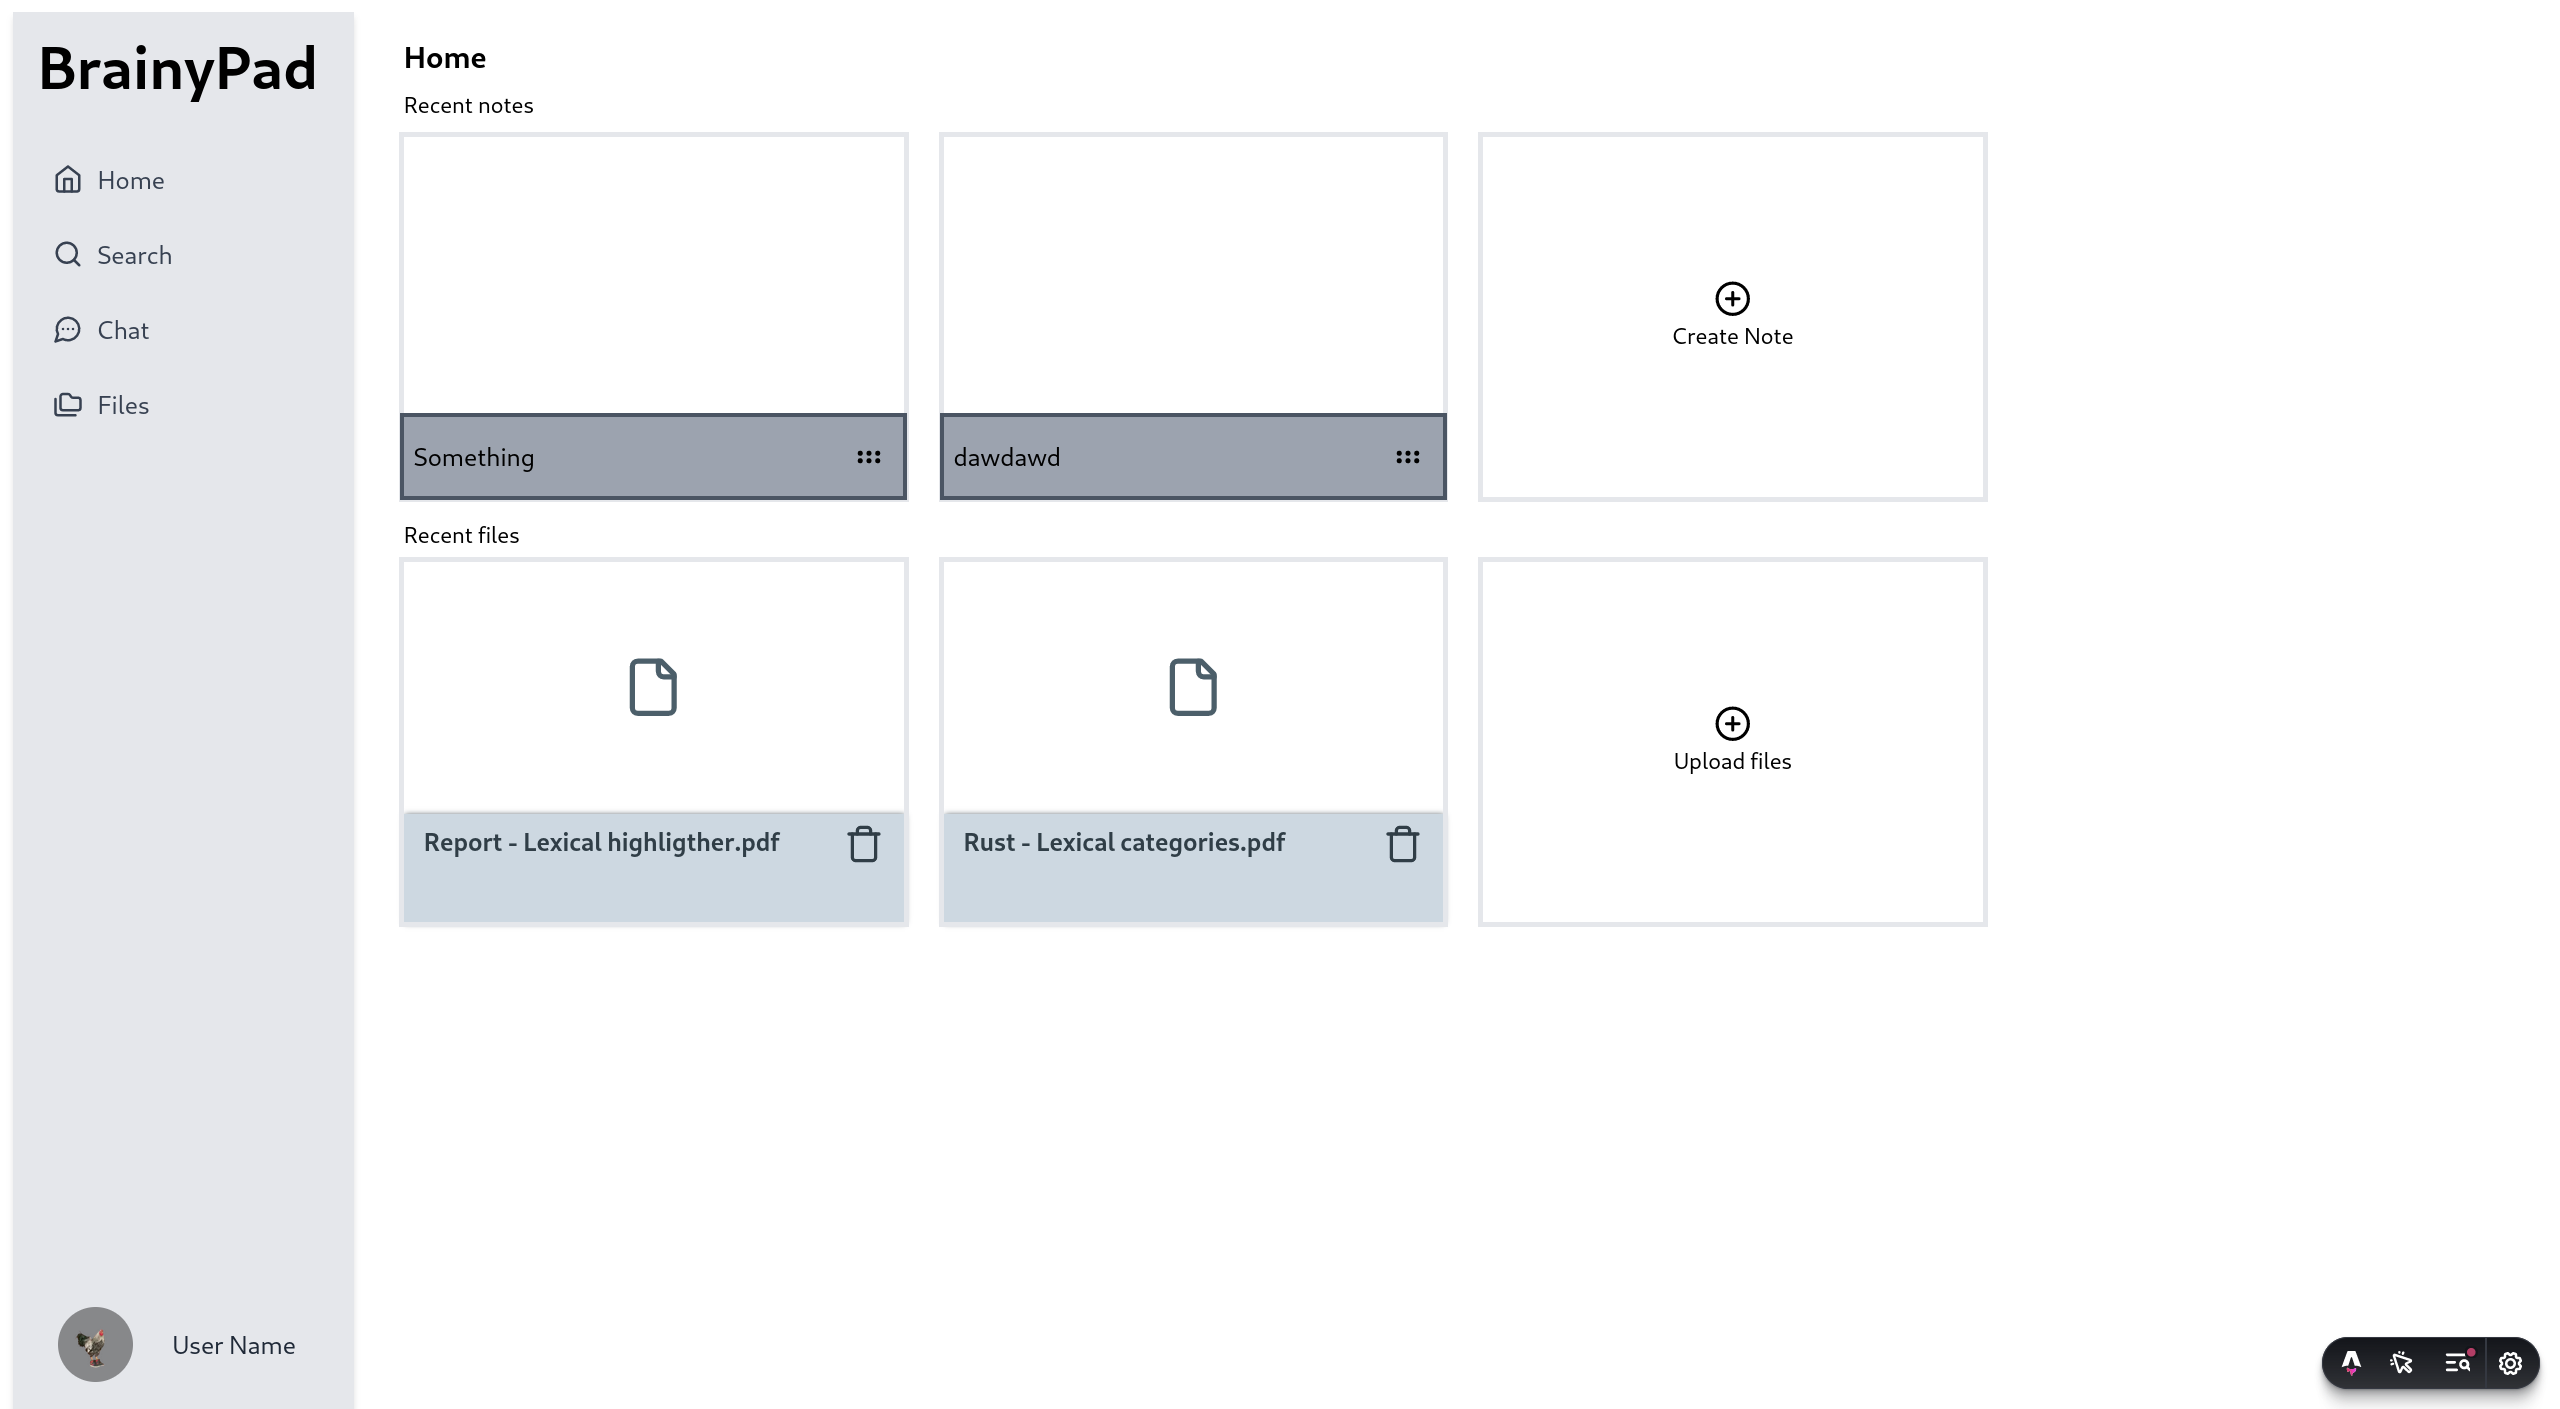 BrainyPad
Home
Search
Chat
Files
User Name
Home
Recent notes
Something
dawdawd
Create Note
Recent files
Report - Lexical highligther.pdf
Rust - Lexical categories.pdf
Upload files